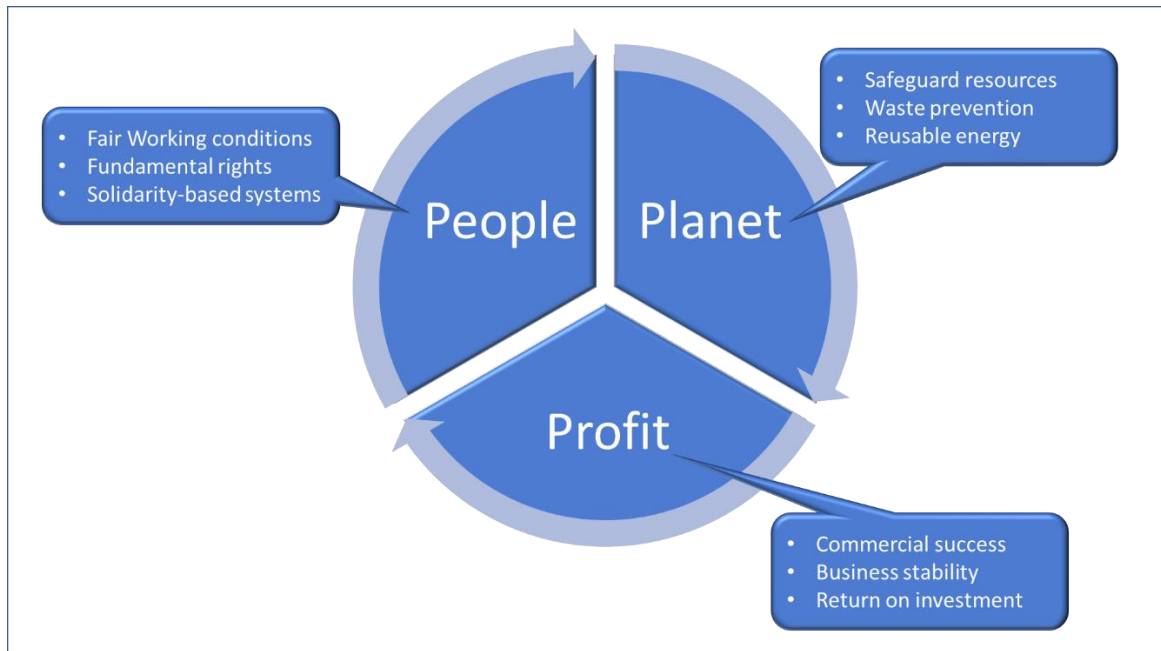 • Safeguard resources
• Waste prevention
• Reusable energy
• Fair Working conditions
• Fundamental rights
• Solidarity-based systems
People
Planet
Profit
• Commercial success
• Business stability
• Return on investment